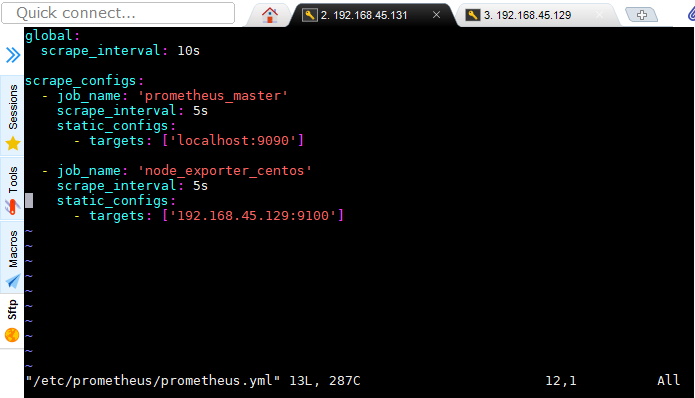 Quick connect...
2. 192.168.45.131
3. 192.168.45.129
Sessions
Tools
Macros
Sftp
global:
  scrape_interval: 10s

scrape_configs:
  - job_name: 'prometheus_master'
    scrape_interval: 5s
    static_configs:
      - targets: ['localhost:9090']

  - job_name: 'node_exporter_centos'
    scrape_interval: 5s
    static_configs:
      - targets: ['192.168.45.129:9100']
~
~
~
~
~
~
~
~
~
~
"/etc/prometheus/prometheus.yml" 13L, 287C 12,1 All